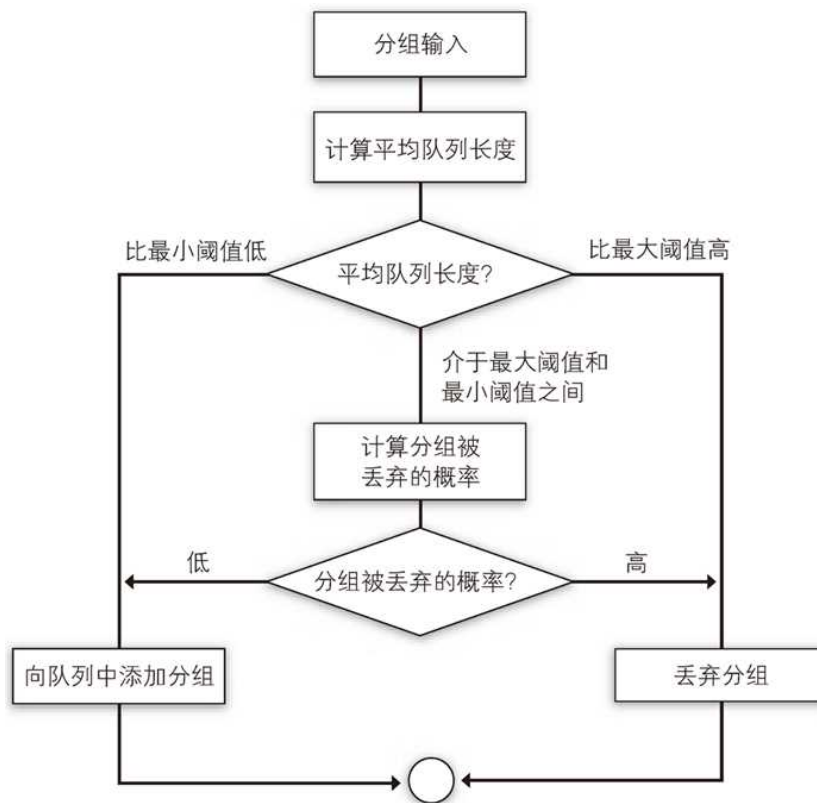 分组输入
计算平均队列长度
比最小阈值低
平均队列长度?
比最大阈值高
介于最大阈值和
最小阈值之间
计算分组被
丢弃的概率
低
分组被丢弃的概率?
高
向队列中添加分组
丢弃分组